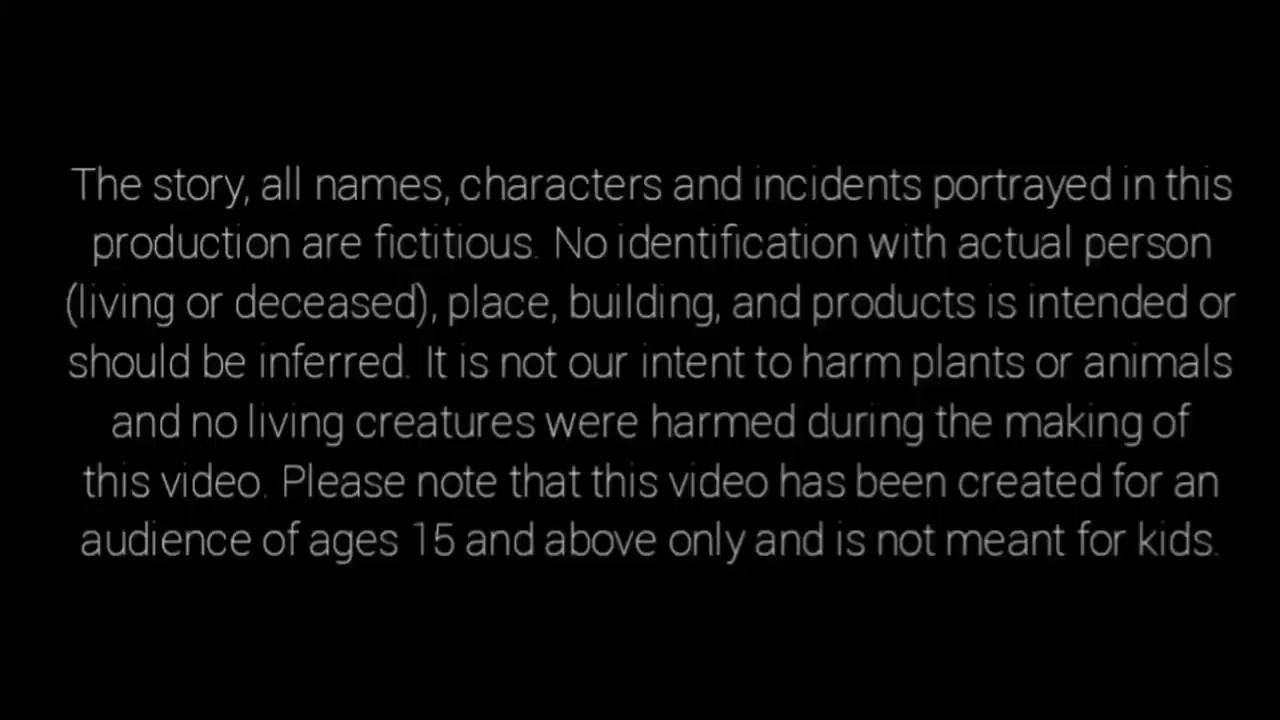 The story, all names, characters and incidents portrayed in this
production are fictitious. No identification with actual person
(living or deceased), place, building, and products is intended or
should be inferred. It is not our intent to harm plants or animals
and no living creatures were harmed during the making of
this video. Please note that this video has been created for an
audience of ages 15 and above only and is not meant for kids.